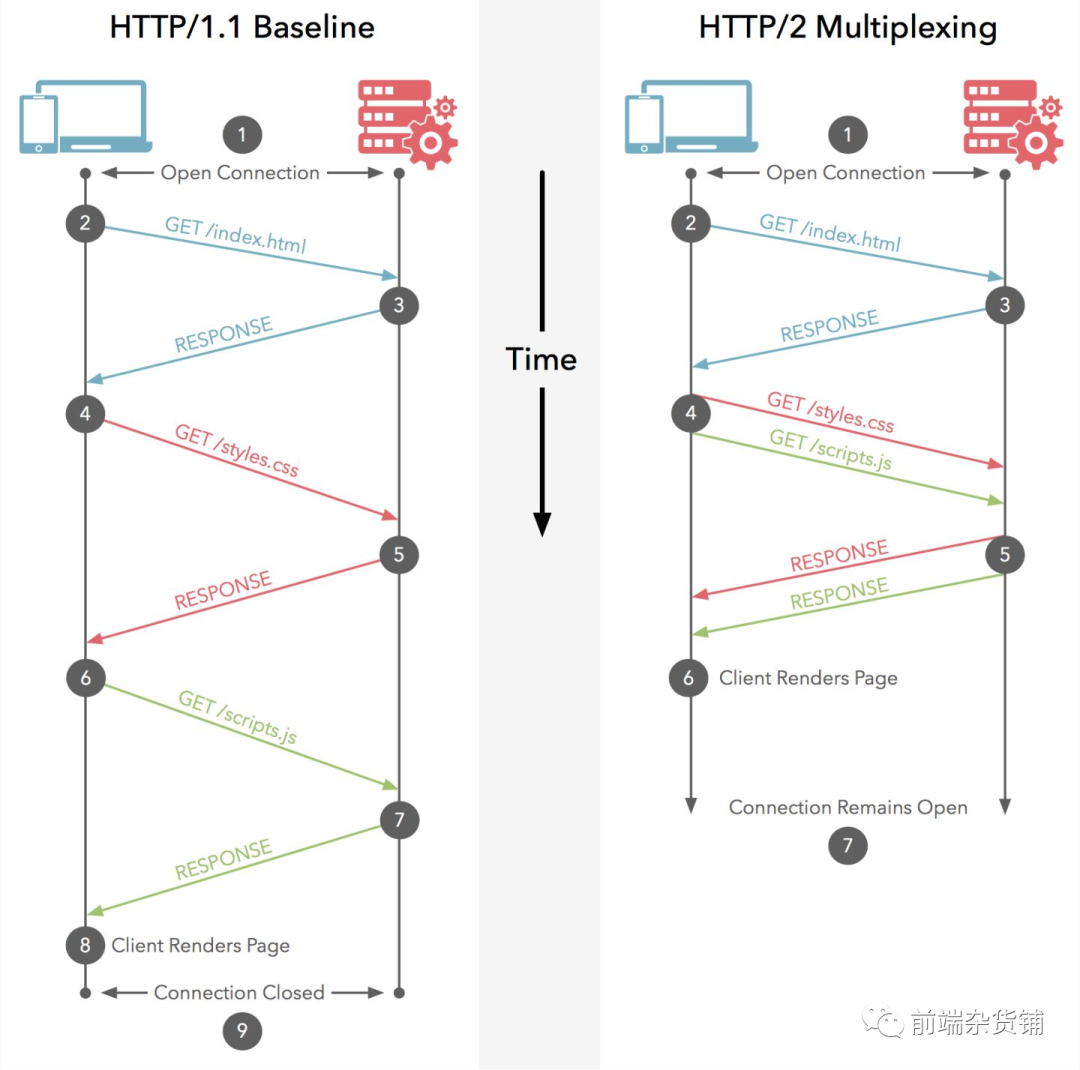 HTTP/1.1 Baseline
1
Open Connection
2
GET /index.html
3
RESPONSE
4
GET /styles.css
5
RESPONSE
6
GET /scripts.js
7
RESPONSE
8 Client Renders Page
Connection Closed
9
Time
HTTP/2 Multiplexing
1
Open Connection
2
GET /index.html
3
RESPONSE
4
GET /styles.css
GET /scripts.js
5
RESPONSE
RESPONSE
6 Client Renders Page
Connection Remains Open
7
前端杂货铺